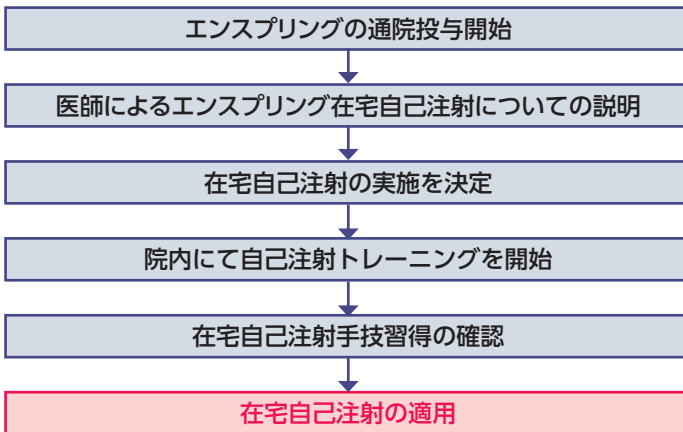 エンスプリングの通院投与開始
医師によるエンスプリング在宅自己注射についての説明
在宅自己注射の実施を決定
院内にて自己注射トレーニングを開始
在宅自己注射手技習得の確認
在宅自己注射の適用